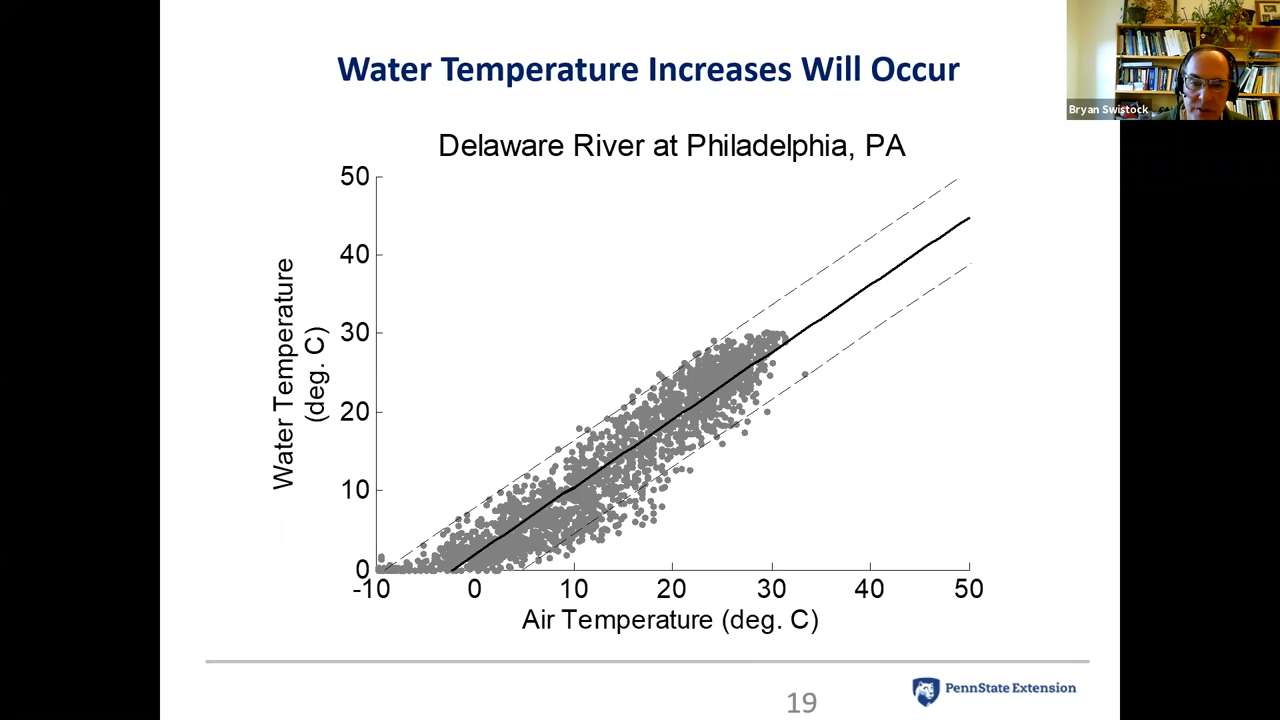 Water Temperature Increases Will Occur
Bryan Swistock
Delaware River at Philadelphia, PA
50
40
30
20
10
0
Water Temperature
(deg. C)
-10 0 10 20 30 40 50
Air Temperature (deg. C)
19
PennState Extension